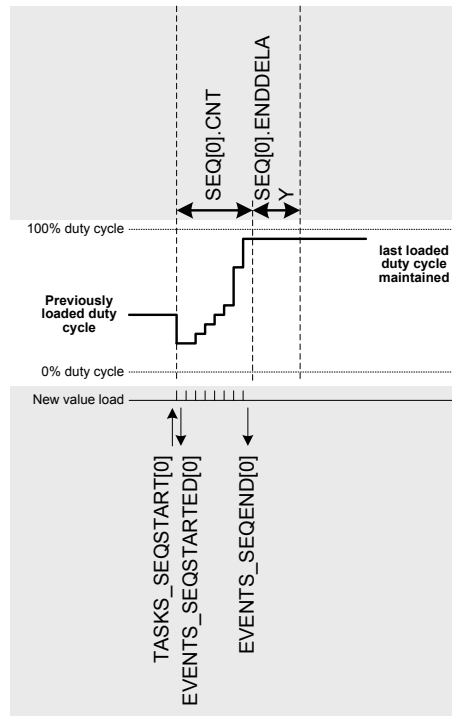 SEQ[0].CNT
SEQ[0].ENDDELA
Y
100% duty cycle
last loaded
duty cycle
maintained
Previously
loaded duty
cycle
0% duty cycle
New value load
TASKS_SEQSTART[0]
EVENTS_SEQSTARTED[0]
EVENTS_SEQEND[0]